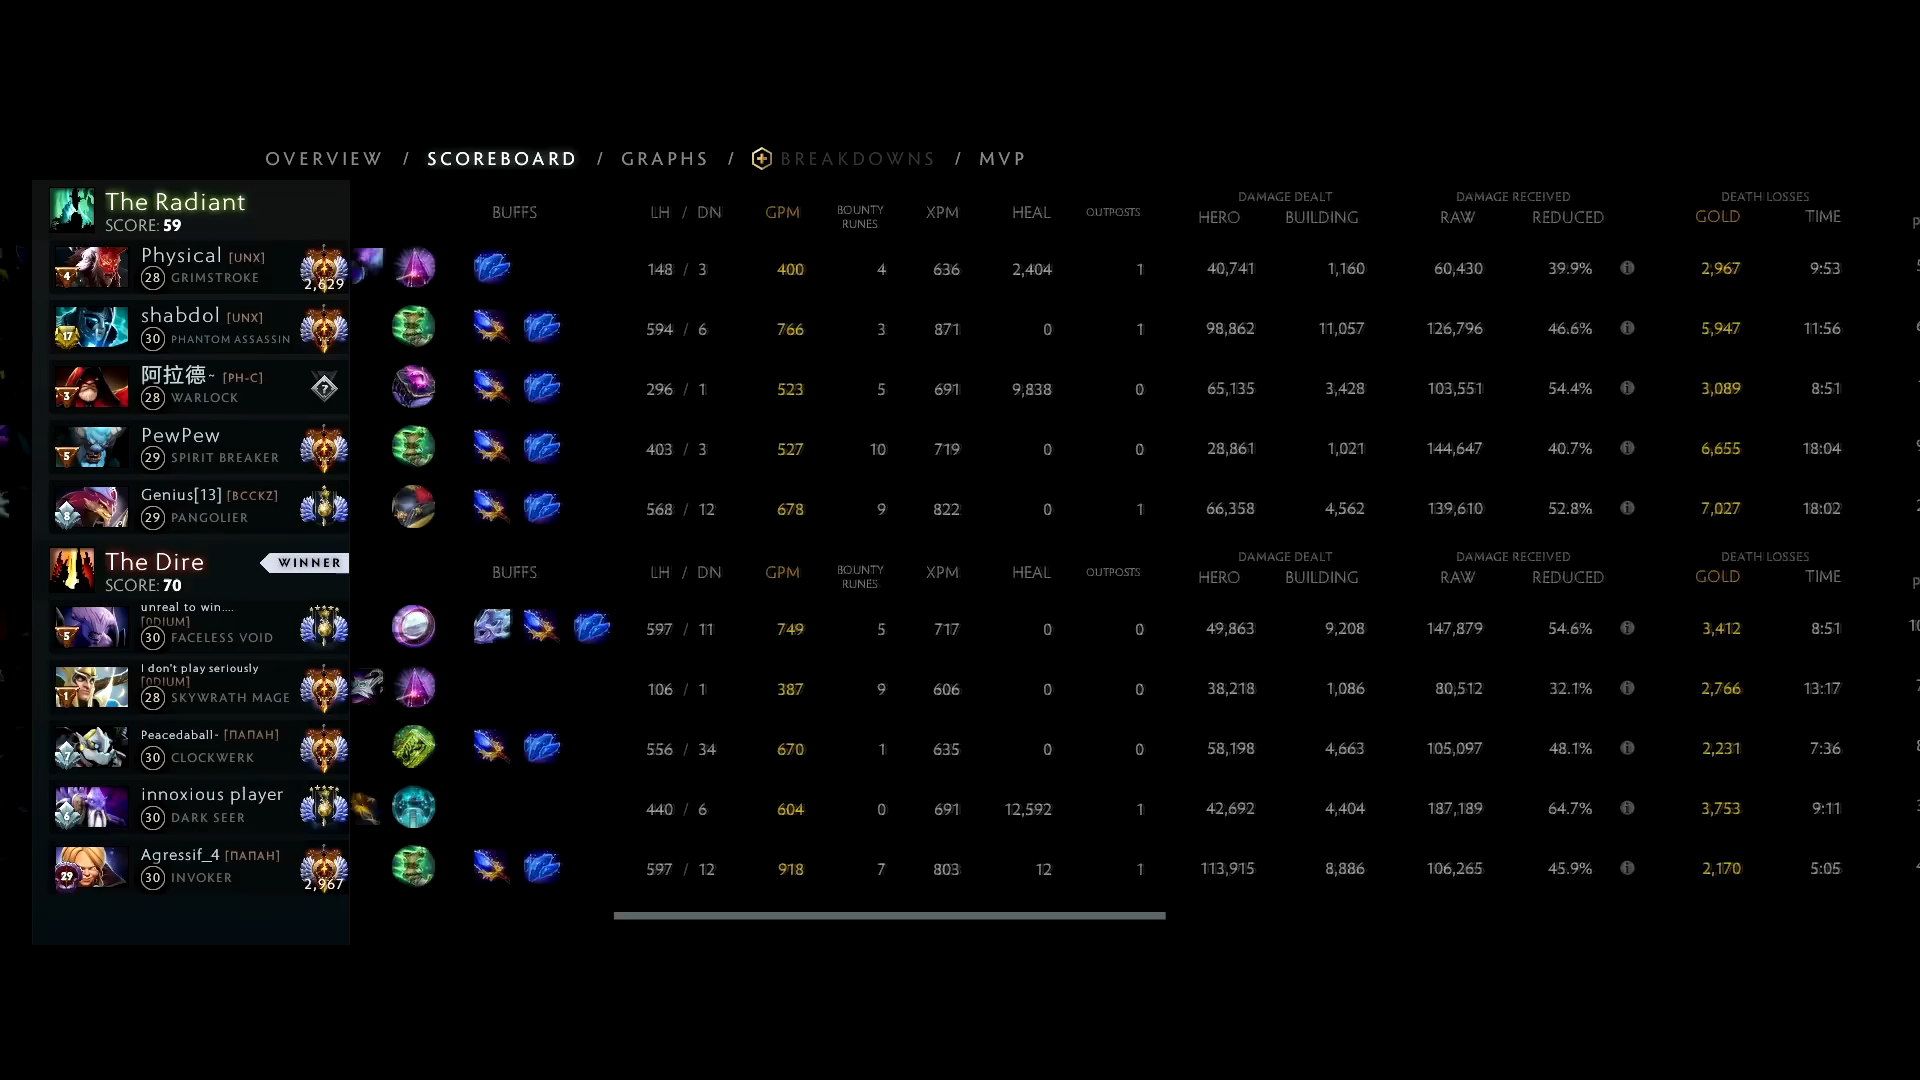 OVERVIEW / SCOREBOARD / GRAPHS / BREAKDOWNS / MVP
The Radiant
SCORE: 59
BUFFS LH / DN GPM BOUNTY RUNES XPM HEAL OUTPOSTS DAMAGE DEALT HERO BUILDING DAMAGE RECEIVED RAW REDUCED DEATH LOSSES GOLD TIME
4 Physical [UNX] 28 GRIMSTROKE 2,629 148 / 3 400 4 636 2,404 1 40,741 1,160 60,430 39.9% 2,967 9:53
17 shabdol [UNX] 30 PHANTOM ASSASSIN 594 / 6 766 3 871 0 1 98,862 11,057 126,796 46.6% 5,947 11:56
3 阿拉德~ [PH-C] 28 WARLOCK ? 296 / 1 523 5 691 9,838 0 65,135 3,428 103,551 54.4% 3,089 8:51
5 PewPew 29 SPIRIT BREAKER 403 / 3 527 10 719 0 0 28,861 1,021 144,647 40.7% 6,655 18:04
8 Genius[13] [BCCKZ] 29 PANGOLIER 568 / 12 678 9 822 0 1 66,358 4,562 139,610 52.8% 7,027 18:02
The Dire WINNER
SCORE: 70
BUFFS LH / DN GPM BOUNTY RUNES XPM HEAL OUTPOSTS DAMAGE DEALT HERO BUILDING DAMAGE RECEIVED RAW REDUCED DEATH LOSSES GOLD TIME
5 unreal to win.... [0DIUM] 30 FACELESS VOID 597 / 11 749 5 717 0 0 49,863 9,208 147,879 54.6% 3,412 8:51
1 I don't play seriously [0DIUM] 28 SKYWRATH MAGE 106 / 1 387 9 606 0 0 38,218 1,086 80,512 32.1% 2,766 13:17
7 Peacedaball- [ПАПАН] 30 CLOCKWERK 556 / 34 670 1 635 0 0 58,198 4,663 105,097 48.1% 2,231 7:36
6 innoxious player 30 DARK SEER 440 / 6 604 0 691 12,592 1 42,692 4,404 187,189 64.7% 3,753 9:11
29 Agressif_4 [ПАПАН] 30 INVOKER 2,967 597 / 12 918 7 803 12 1 113,915 8,886 106,265 45.9% 2,170 5:05